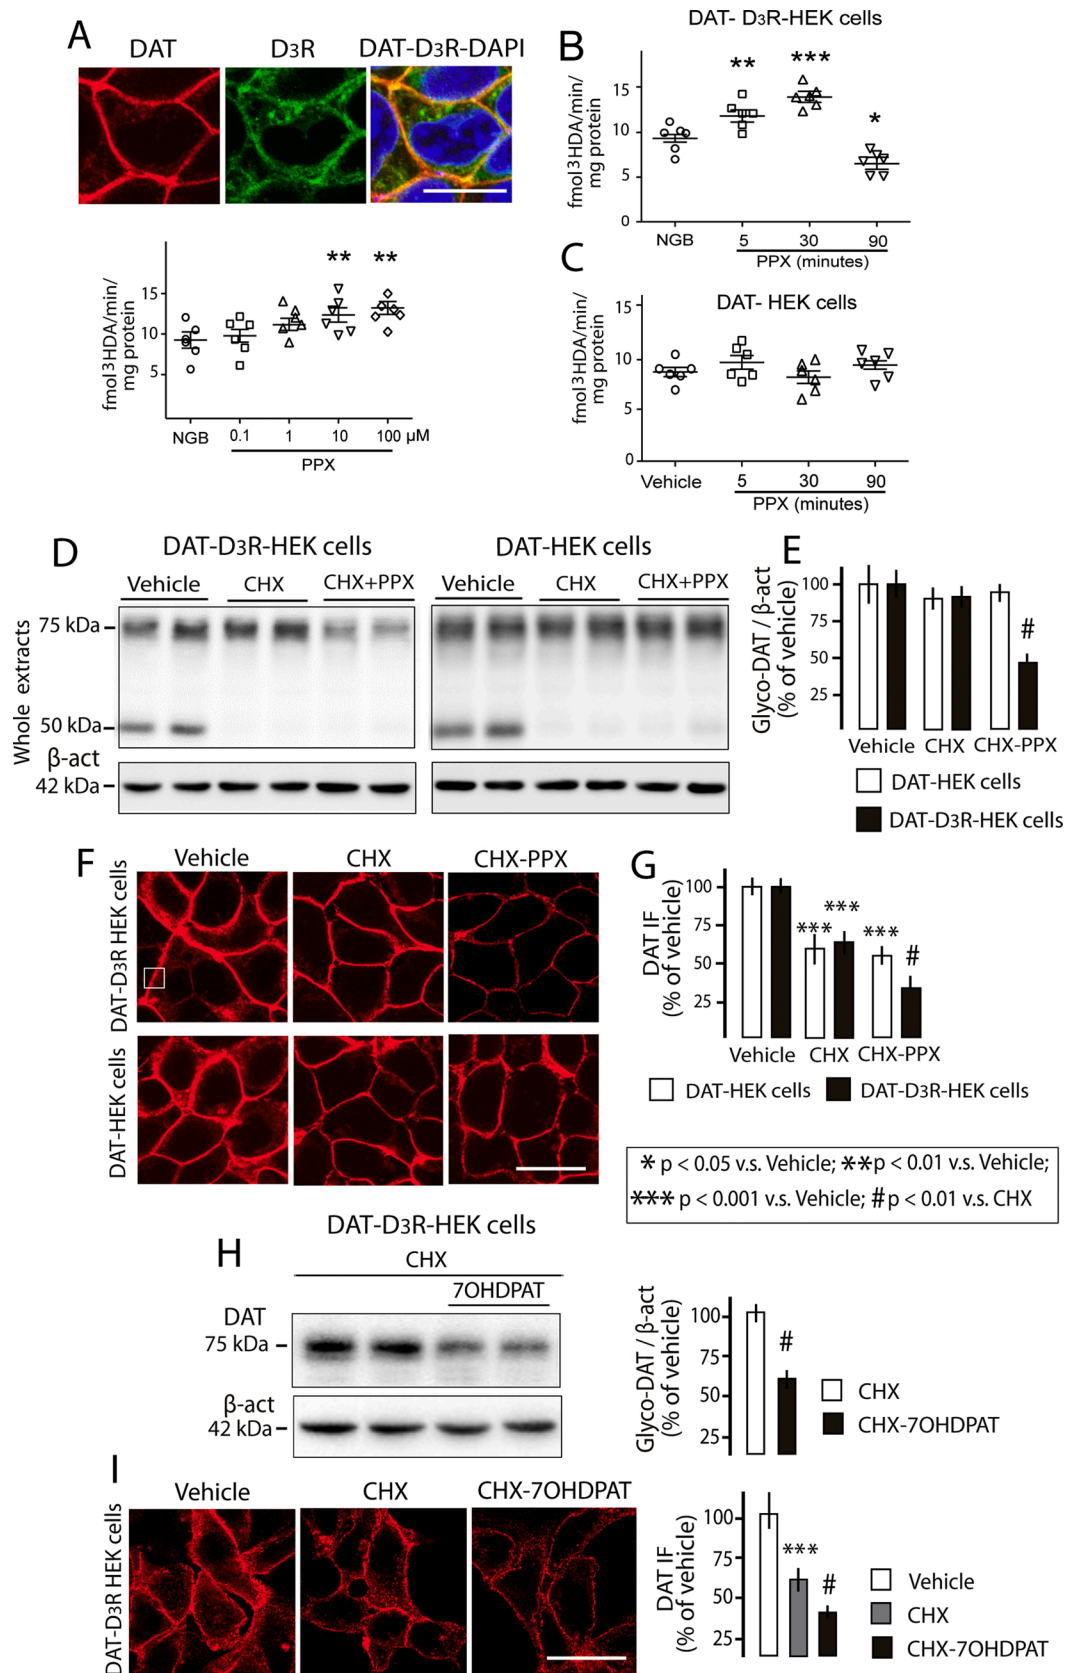 A
DAT
D3R
DAT-D3R-DAPI
fmol3HDA/min/
mg protein
15
10
5
**
**
NGB
0.1
1
10
100 µM
PPX
B
DAT- D3R-HEK cells
fmol3HDA/min/
mg protein
15
10
5
0
**
***
*
NGB
5
30
90
PPX (minutes)
C
DAT- HEK cells
fmol3HDA/min/
mg protein
15
10
5
0
Vehicle
5
30
90
PPX (minutes)
D
DAT-D3R-HEK cells
DAT-HEK cells
Vehicle
CHX
CHX+PPX
Vehicle
CHX
CHX+PPX
Whole extracts
75 kDa
50 kDa
β-act
42 kDa
E
Glyco-DAT / β-act
(% of vehicle)
100
75
50
25
#
Vehicle
CHX
CHX-PPX
DAT-HEK cells
DAT-D3R-HEK cells
F
Vehicle
CHX
CHX-PPX
DAT-D3R HEK cells
DAT-HEK cells
G
DAT IF
(% of vehicle)
100
75
50
25
***
***
***
#
Vehicle
CHX
CHX-PPX
DAT-HEK cells
DAT-D3R-HEK cells
* p < 0.05 v.s. Vehicle; **p < 0.01 v.s. Vehicle;
*** p < 0.001 v.s. Vehicle; #p < 0.01 v.s. CHX
H
DAT-D3R-HEK cells
CHX
7OHDPAT
DAT
75 kDa
β-act
42 kDa
Glyco-DAT / β-act
(% of vehicle)
100
75
50
25
#
CHX
CHX-7OHDPAT
I
Vehicle
CHX
CHX-7OHDPAT
DAT-D3R HEK cells
DAT IF
(% of vehicle)
100
75
50
25
***
#
Vehicle
CHX
CHX-7OHDPAT